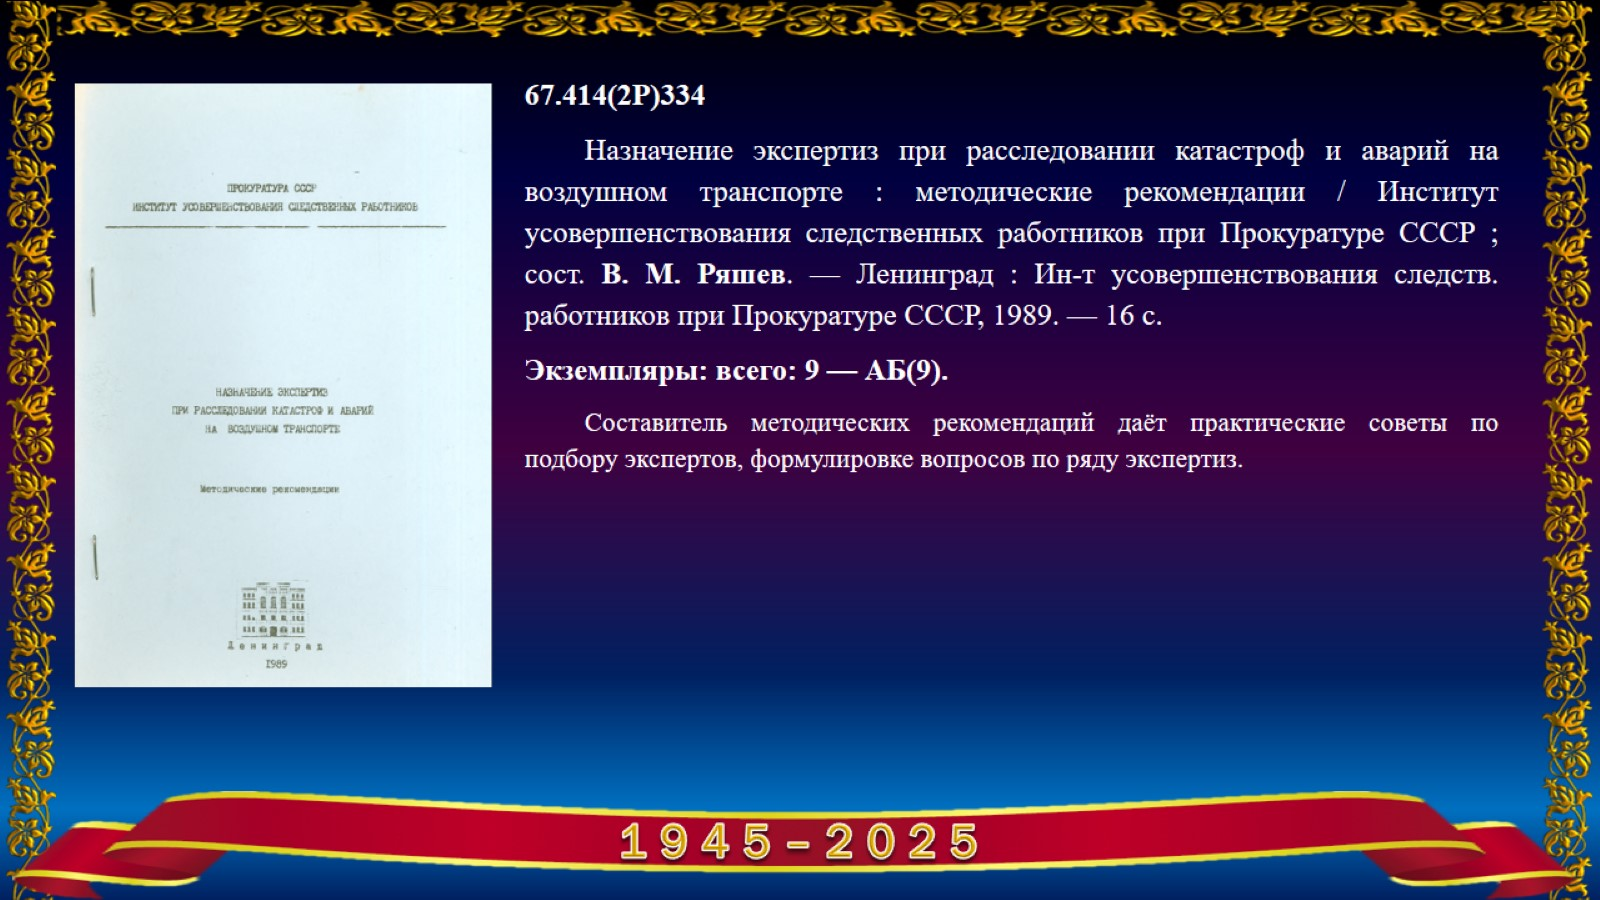 ПРОКУРАТУРА СССР
ИНСТИТУТ УСОВЕРШЕНСТВОВАНИЯ СЛЕДСТВЕННЫХ РАБОТНИКОВ
НАЗНАЧЕНИЕ ЭКСПЕРТИЗ
ПРИ РАССЛЕДОВАНИИ КАТАСТРОФ И АВАРИЙ
НА ВОЗДУШНОМ ТРАНСПОРТЕ
Методические рекомендации
Ленинград
1989
67.414(2Р)334
Назначение экспертиз при расследовании катастроф и аварий на
воздушном транспорте : методические рекомендации / Институт
усовершенствования следственных работников при Прокуратуре СССР ;
сост. В. М. Ряшев. — Ленинград : Ин-т усовершенствования следств.
работников при Прокуратуре СССР, 1989. — 16 с.
Экземпляры: всего: 9 — АБ(9).
Составитель методических рекомендаций даёт практические советы по
подбору экспертов, формулировке вопросов по ряду экспертиз.
1945–2025